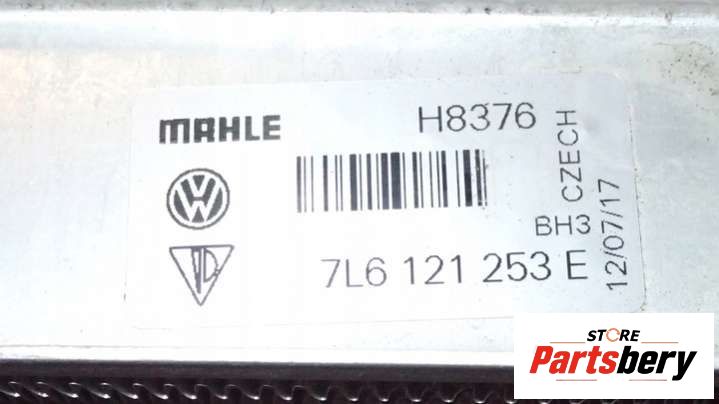 MAHLE
H8376
CZECH
BH3
12/07/17
7L6 121 253 E
STORE
Partsbery